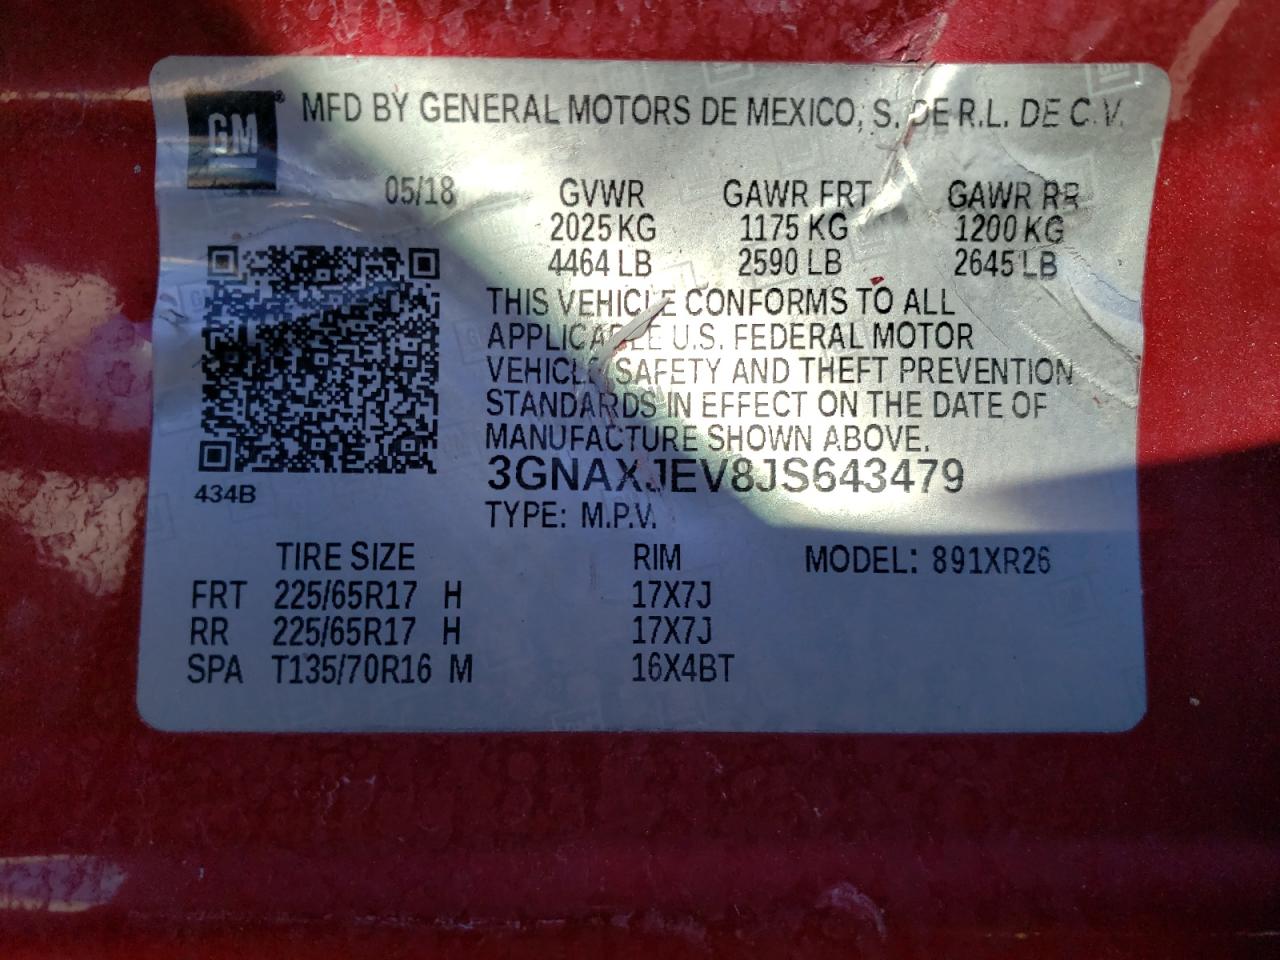 GM® MFD BY GENERAL MOTORS DE MEXICO, S. DE R.L. DE C.V.
05/18 GVWR GAWR FRT GAWR RR
2025 KG 1175 KG 1200 KG
4464 LB 2590 LB 2645 LB
THIS VEHICLE CONFORMS TO ALL
APPLICABLE U.S. FEDERAL MOTOR
VEHICLE SAFETY AND THEFT PREVENTION
STANDARDS IN EFFECT ON THE DATE OF
MANUFACTURE SHOWN ABOVE.
3GNAXJEV8JS643479
434B
TYPE: M.P.V.
TIRE SIZE RIM MODEL: 891XR26
FRT 225/65R17 H 17X7J
RR 225/65R17 H 17X7J
SPA T135/70R16 M 16X4BT